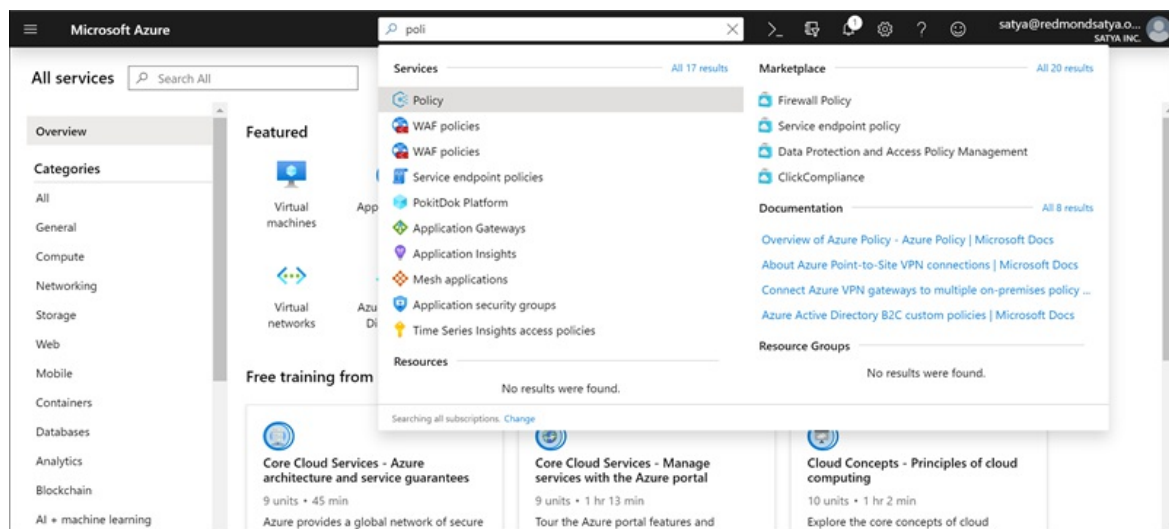 Microsoft Azure
poli
satya@redmondsatya.o...
SATYA INC.
All services
Search All
Overview
Categories
All
General
Compute
Networking
Storage
Web
Mobile
Containers
Databases
Analytics
Blockchain
AI + machine learning
Featured
Virtual
machines
App
Virtual
networks
Azu
Di
Free training from
Services
All 17 results
Policy
WAF policies
WAF policies
Service endpoint policies
PokitDok Platform
Application Gateways
Application Insights
Mesh applications
Application security groups
Time Series Insights access policies
Resources
No results were found.
Searching all subscriptions. Change
Marketplace
All 20 results
Firewall Policy
Service endpoint policy
Data Protection and Access Policy Management
ClickCompliance
Documentation
All 8 results
Overview of Azure Policy - Azure Policy | Microsoft Docs
About Azure Point-to-Site VPN connections | Microsoft Docs
Connect Azure VPN gateways to multiple on-premises policy ...
Azure Active Directory B2C custom policies | Microsoft Docs
Resource Groups
No results were found.
Core Cloud Services - Azure
architecture and service guarantees
9 units • 45 min
Azure provides a global network of secure
Core Cloud Services - Manage
services with the Azure portal
9 units • 1 hr 13 min
Tour the Azure portal features and
Cloud Concepts - Principles of cloud
computing
10 units • 1 hr 2 min
Explore the core concepts of cloud